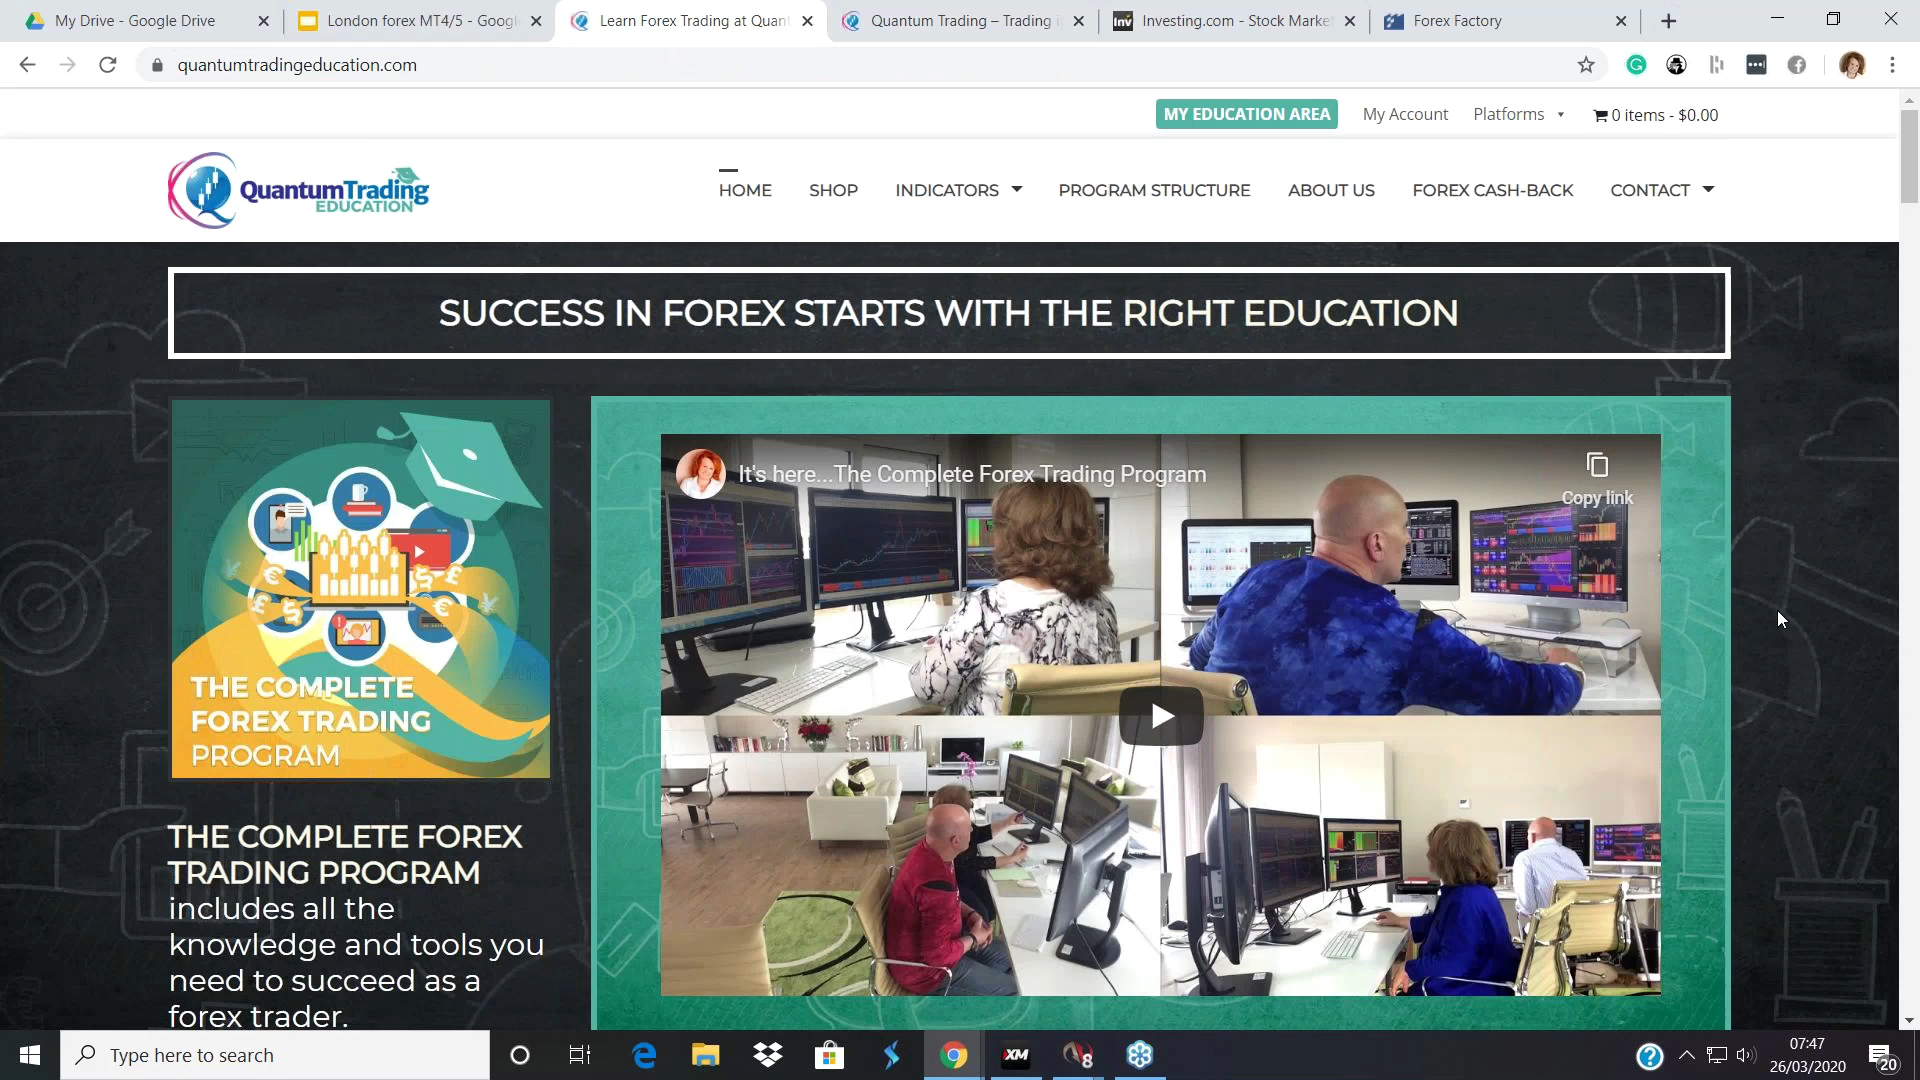 My Drive - Google Drive
London forex MT4/5 - Googl
Learn Forex Trading at Quant
Quantum Trading – Trading i
Investing.com - Stock Marke
Forex Factory
quantumtradingeducation.com
MY EDUCATION AREA
My Account
Platforms
0 items - $0.00
QuantumTrading
EDUCATION
HOME
SHOP
INDICATORS
PROGRAM STRUCTURE
ABOUT US
FOREX CASH-BACK
CONTACT
SUCCESS IN FOREX STARTS WITH THE RIGHT EDUCATION
It's here...The Complete Forex Trading Program
Copy link
THE COMPLETE
FOREX TRADING
PROGRAM
THE COMPLETE FOREX
TRADING PROGRAM
includes all the
knowledge and tools you
need to succeed as a
forex trader.
Type here to search
XM
8
07:47
26/03/2020
20